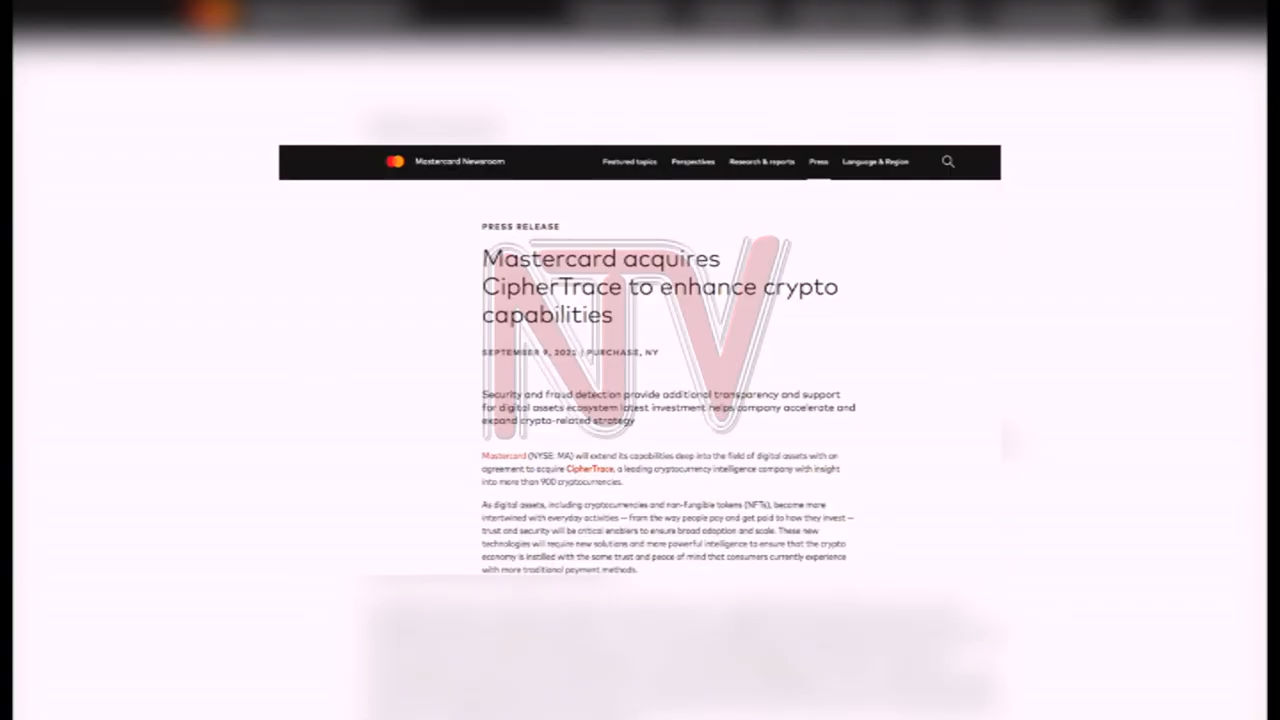 Mastercard Newsroom
Featured topics
Perspectives
Research & reports
Press
Language & Region
PRESS RELEASE
Mastercard acquires
CipherTrace to enhance crypto
capabilities
NTV
SEPTEMBER 9, 2021 | PURCHASE, NY
Security and fraud detection provide additional transparency and support
for digital assets ecosystem latest investment helps company accelerate and
expand crypto-related strategy
Mastercard (NYSE: MA) will extend its capabilities deep into the field of digital assets with an
agreement to acquire CipherTrace, a leading cryptocurrency intelligence company with insight
into more than 900 cryptocurrencies.
As digital assets, including cryptocurrencies and non-fungible tokens (NFTs), become more
intertwined with everyday activities — from the way people pay and get paid to how they invest —
trust and security will be critical enablers to ensure broad adoption and scale. These new
technologies will require new solutions and more powerful intelligence to ensure that the crypto
economy is instilled with the same trust and peace of mind that consumers currently experience
with more traditional payment methods.